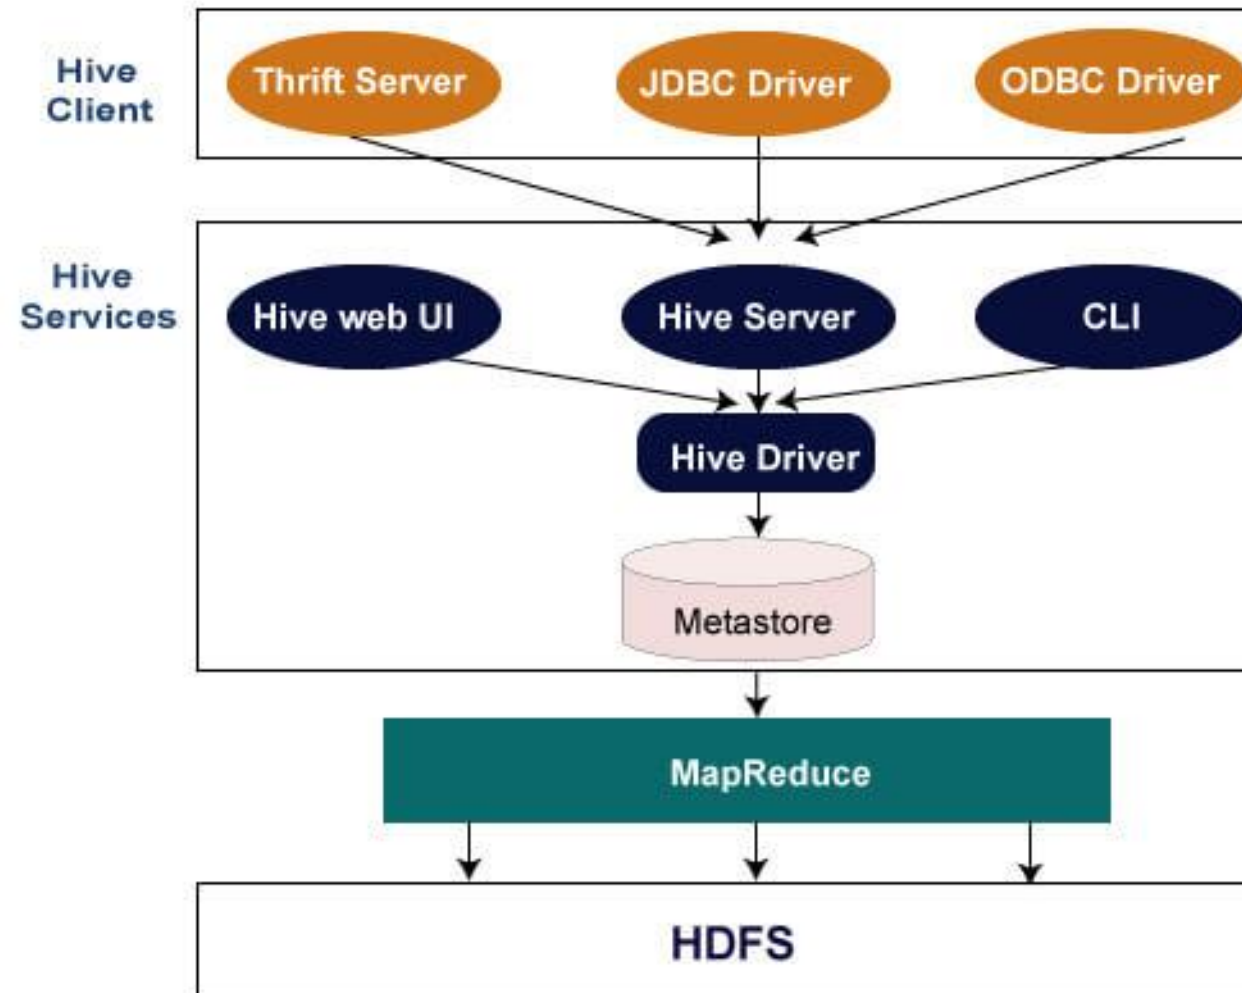 Hive
Client
Thrift Server
JDBC Driver
ODBC Driver
Hive
Services
Hive web UI
Hive Server
CLI
Hive Driver
Metastore
MapReduce
HDFS